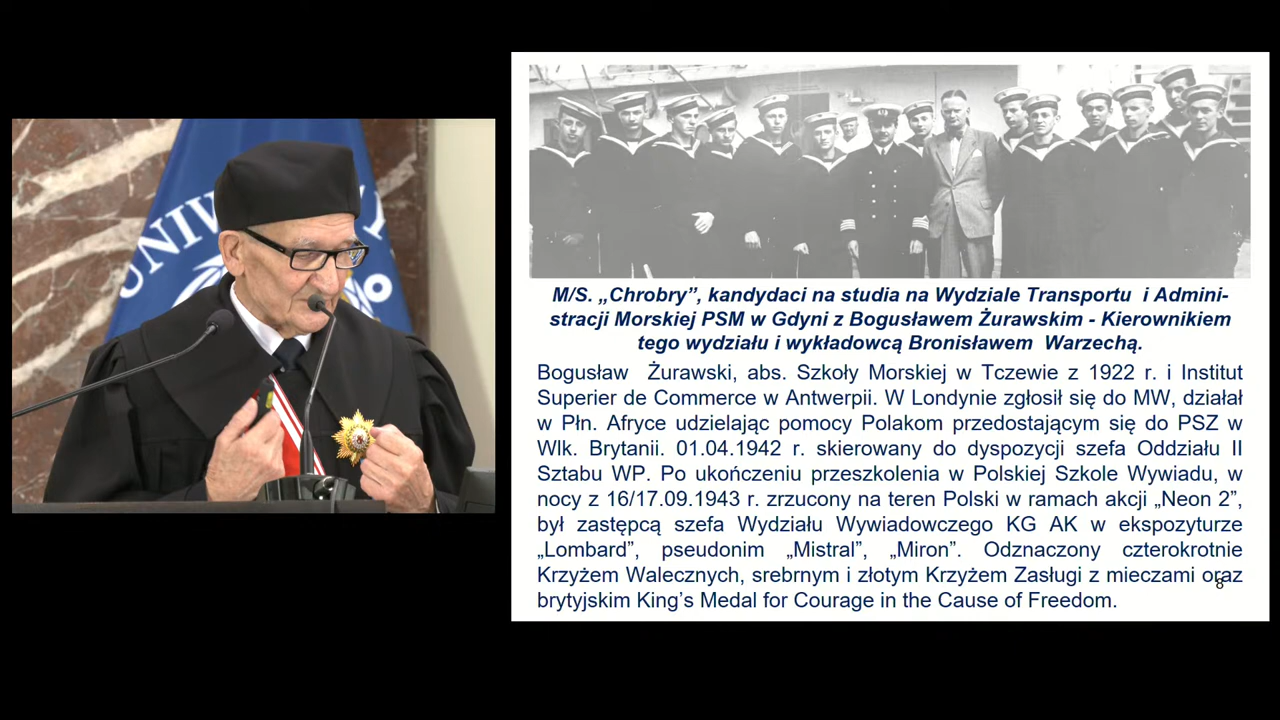 UNIW
M/S. „Chrobry”, kandydaci na studia na Wydziale Transportu i Admini-
stracji Morskiej PSM w Gdyni z Bogusławem Żurawskim - Kierownikiem
tego wydziału i wykładowcą Bronisławem Warzechą.
Bogusław Żurawski, abs. Szkoły Morskiej w Tczewie z 1922 r. i Institut
Superier de Commerce w Antwerpii. W Londynie zgłosił się do MW, działał
w Płn. Afryce udzielając pomocy Polakom przedostającym się do PSZ w
Wlk. Brytanii. 01.04.1942 r. skierowany do dyspozycji szefa Oddziału II
Sztabu WP. Po ukończeniu przeszkolenia w Polskiej Szkole Wywiadu, w
nocy z 16/17.09.1943 r. zrzucony na teren Polski w ramach akcji „Neon 2”,
był zastępcą szefa Wydziału Wywiadowczego KG AK w ekspozyturze
„Lombard”, pseudonim „Mistral”, „Miron”. Odznaczony czterokrotnie
Krzyżem Walecznych, srebrnym i złotym Krzyżem Zasługi z mieczami oraz
brytyjskim King’s Medal for Courage in the Cause of Freedom.
8